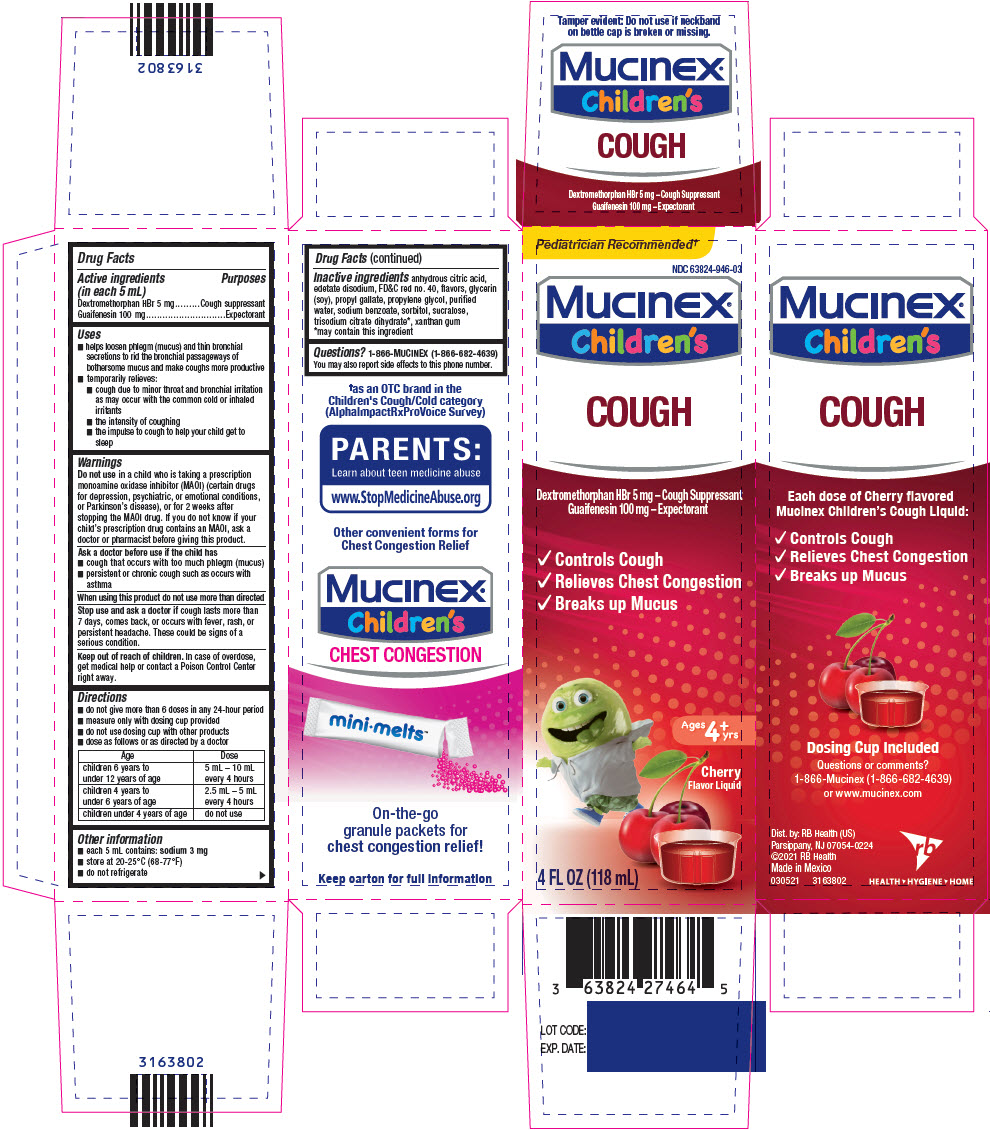 3163802
Tamper evident: Do not use if neckband
on bottle cap is broken or missing.
Mucinex®
Children's
COUGH
Dextromethorphan HBr 5 mg – Cough Suppressant
Guaifenesin 100 mg – Expectorant
Drug Facts
Active ingredients Purposes
(in each 5 mL)
Dextromethorphan HBr 5 mg.........Cough suppressant
Guaifenesin 100 mg............................Expectorant
Uses
■ helps loosen phlegm (mucus) and thin bronchial
secretions to rid the bronchial passageways of
bothersome mucus and make coughs more productive
■ temporarily relieves:
■ cough due to minor throat and bronchial irritation
as may occur with the common cold or inhaled
irritants
■ the intensity of coughing
■ the impulse to cough to help your child get to
sleep
Warnings
Do not use in a child who is taking a prescription
monoamine oxidase inhibitor (MAOI) (certain drugs
for depression, psychiatric, or emotional conditions,
or Parkinson's disease), or for 2 weeks after
stopping the MAOI drug. If you do not know if your
child's prescription drug contains an MAOI, ask a
doctor or pharmacist before giving this product.
Ask a doctor before use if the child has
■ cough that occurs with too much phlegm (mucus)
■ persistent or chronic cough such as occurs with
asthma
When using this product do not use more than directed
Stop use and ask a doctor if cough lasts more than
7 days, comes back, or occurs with fever, rash, or
persistent headache. These could be signs of a
serious condition.
Keep out of reach of children. In case of overdose,
get medical help or contact a Poison Control Center
right away.
Directions
■ do not give more than 6 doses in any 24-hour period
■ measure only with dosing cup provided
■ do not use dosing cup with other products
■ dose as follows or as directed by a doctor
Age Dose
children 6 years to 5 mL – 10 mL
under 12 years of age every 4 hours
children 4 years to 2.5 mL – 5 mL
under 6 years of age every 4 hours
children under 4 years of age do not use
Other information
■ each 5 mL contains: sodium 3 mg
■ store at 20-25°C (68-77°F)
■ do not refrigerate
Drug Facts (continued)
Inactive ingredients anhydrous citric acid,
edetate disodium, FD&C red no. 40, flavors, glycerin
(soy), propyl gallate, propylene glycol, purified
water, sodium benzoate, sorbitol, sucralose,
trisodium citrate dihydrate*, xanthan gum
*may contain this ingredient
Questions? 1-866-MUCINEX (1-866-682-4639)
You may also report side effects to this phone number.
†as an OTC brand in the
Children's Cough/Cold category
(AlphaImpactRxProVoice Survey)
PARENTS:
Learn about teen medicine abuse
www.StopMedicineAbuse.org
Other convenient forms for
Chest Congestion Relief
Mucinex®
Children's
CHEST CONGESTION
mini-melts™
On-the-go
granule packets for
chest congestion relief!
Keep carton for full information
Pediatrician Recommended†
NDC 63824-946-03
Mucinex®
Children's
COUGH
Dextromethorphan HBr 5 mg – Cough Suppressant
Guaifenesin 100 mg – Expectorant
✓ Controls Cough
✓ Relieves Chest Congestion
✓ Breaks up Mucus
Ages 4+ yrs
Cherry
Flavor Liquid
4 FL OZ (118 mL)
Mucinex®
Children's
COUGH
Each dose of Cherry flavored
Mucinex Children's Cough Liquid:
✓ Controls Cough
✓ Relieves Chest Congestion
✓ Breaks up Mucus
Dosing Cup Included
Questions or comments?
1-866-Mucinex (1-866-682-4639)
or www.mucinex.com
Dist. by: RB Health (US)
Parsippany, NJ 07054-0224
©2021 RB Health
Made in Mexico
030521 3163802
rb
HEALTH • HYGIENE • HOME
3 63824 27464 5
LOT CODE:
EXP. DATE:
3163802